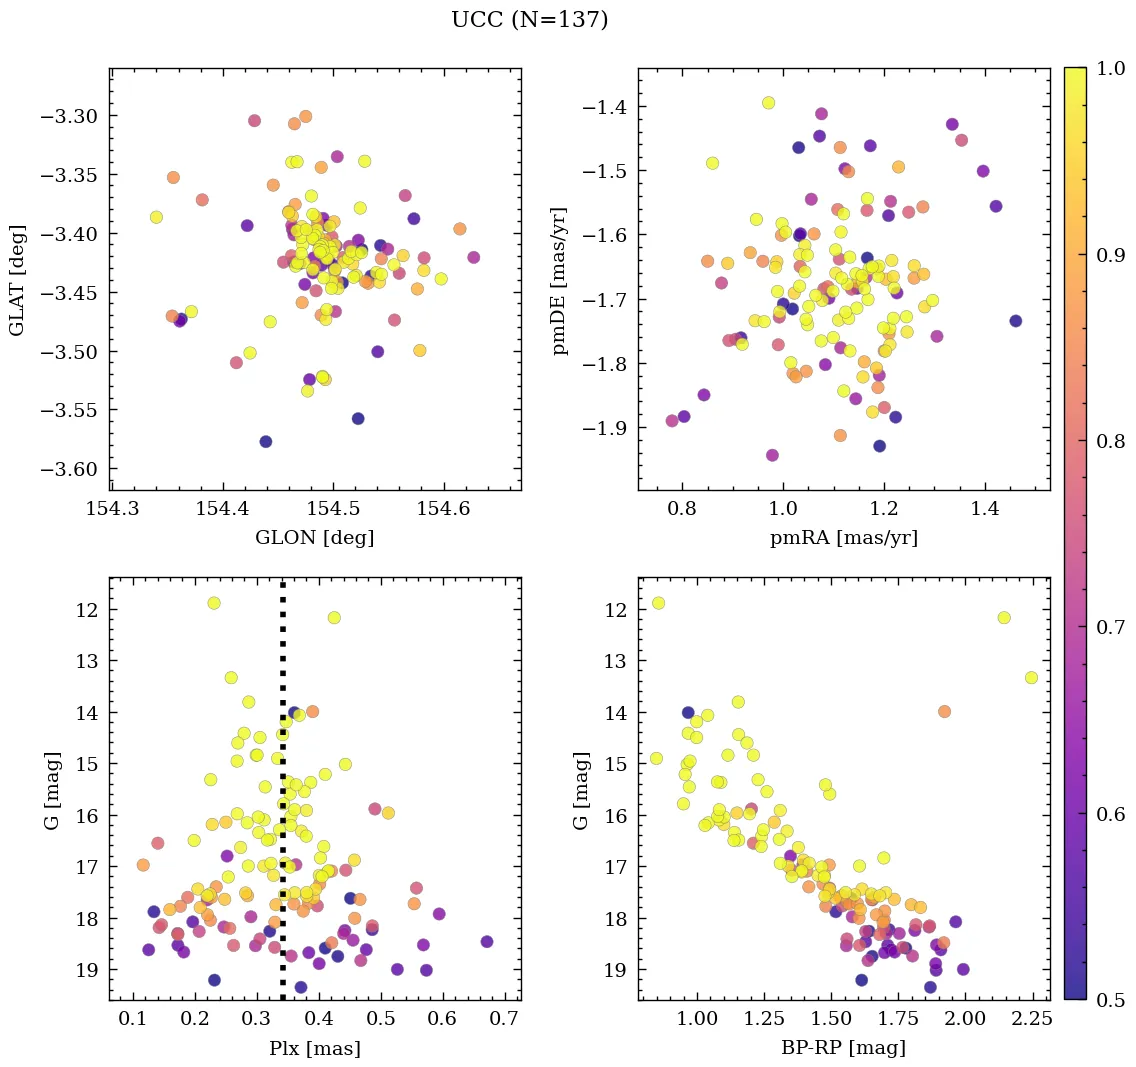 UCC (N=137)
−3.30
−3.35
−3.40
−3.45
−3.50
−3.55
−3.60
GLAT [deg]
154.3 154.4 154.5 154.6
GLON [deg]
−1.4
−1.5
−1.6
−1.7
−1.8
−1.9
pmDE [mas/yr]
0.8 1.0 1.2 1.4
pmRA [mas/yr]
12
13
14
15
16
17
18
19
G [mag]
0.1 0.2 0.3 0.4 0.5 0.6 0.7
Plx [mas]
12
13
14
15
16
17
18
19
G [mag]
1.00 1.25 1.50 1.75 2.00 2.25
BP-RP [mag]
1.0
0.9
0.8
0.7
0.6
0.5